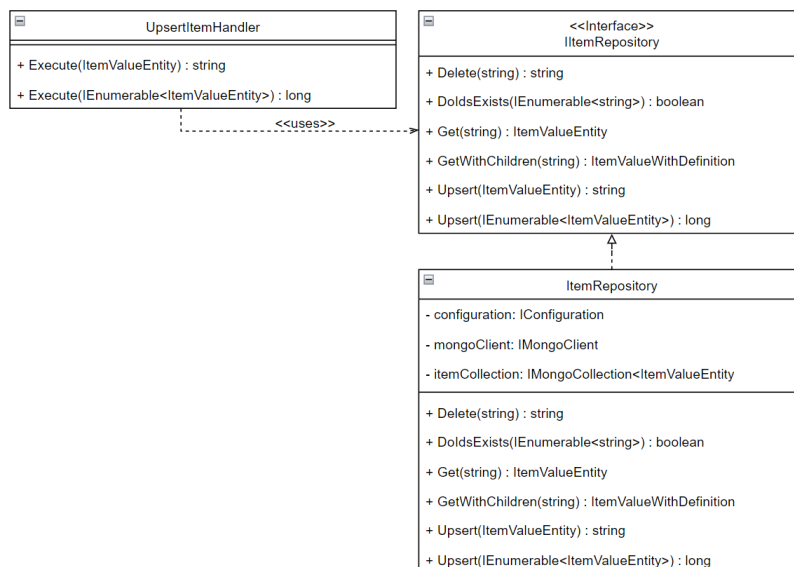 UpsertItemHandler
+ Execute(ItemValueEntity) : string
+ Execute(IEnumerable<ItemValueEntity>) : long
<<uses>>
<<Interface>>
IItemRepository
+ Delete(string) : string
+ DoIdsExists(IEnumerable<string>) : boolean
+ Get(string) : ItemValueEntity
+ GetWithChildren(string) : ItemValueWithDefinition
+ Upsert(ItemValueEntity) : string
+ Upsert(IEnumerable<ItemValueEntity>) : long
ItemRepository
- configuration: IConfiguration
- mongoClient: IMongoClient
- itemCollection: IMongoCollection<ItemValueEntity
+ Delete(string) : string
+ DoIdsExists(IEnumerable<string>) : boolean
+ Get(string) : ItemValueEntity
+ GetWithChildren(string) : ItemValueWithDefinition
+ Upsert(ItemValueEntity) : string
+ Upsert(IEnumerable<ItemValueEntity>) : long